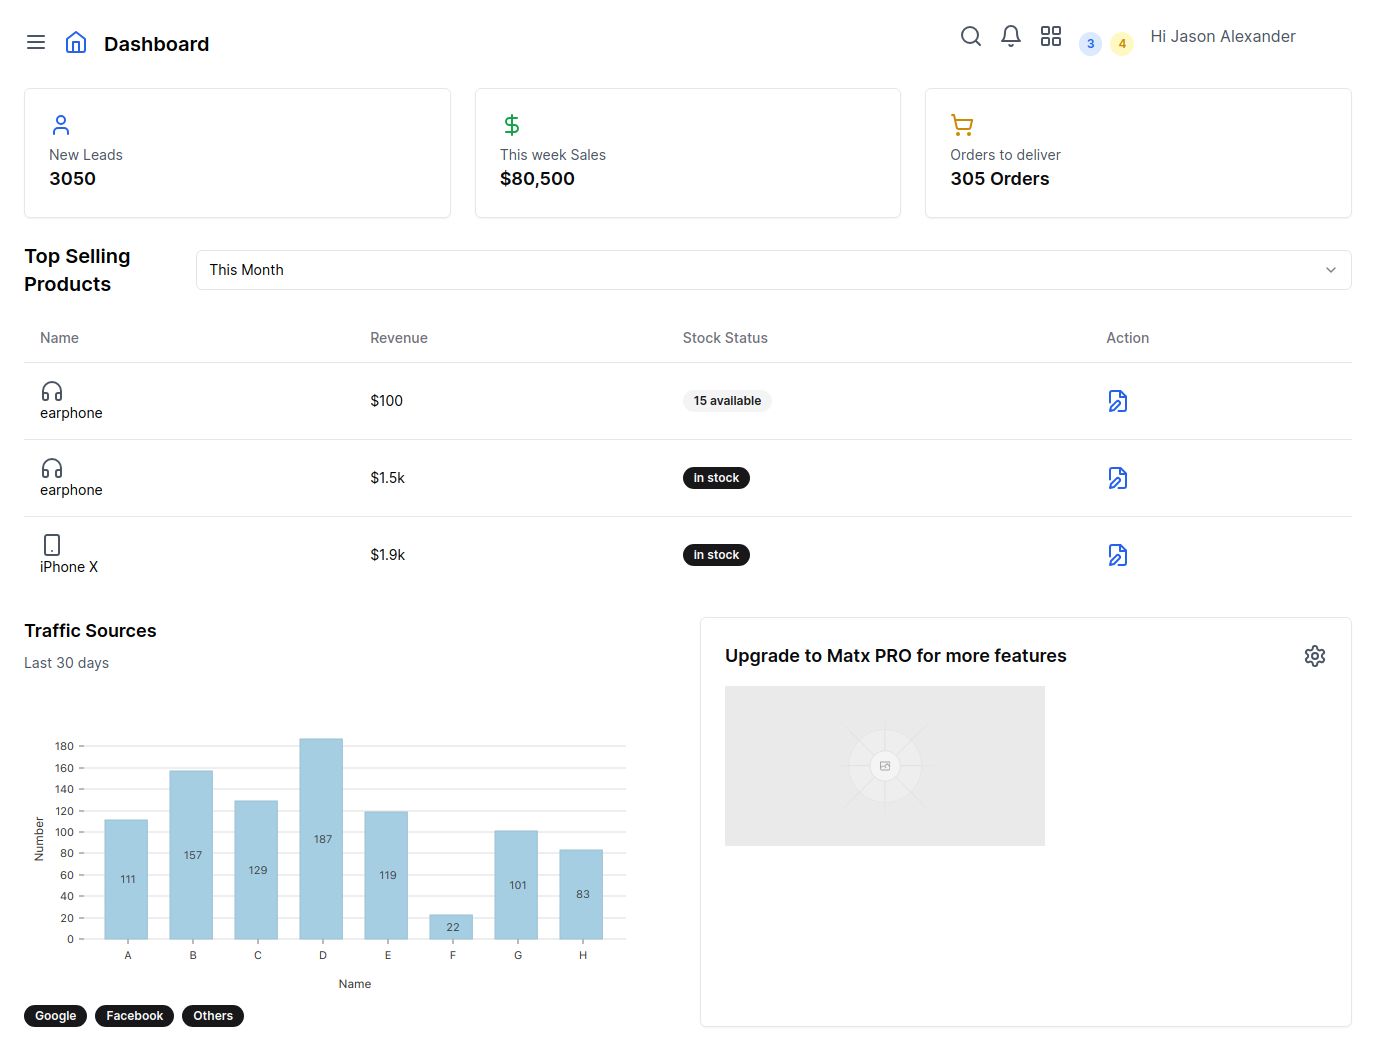 Dashboard
3
4
Hi Jason Alexander
New Leads
3050
This week Sales
$80,500
Orders to deliver
305 Orders
Top Selling
Products
This Month
Name Revenue Stock Status Action
earphone $100 15 available
earphone $1.5k in stock
iPhone X $1.9k in stock
Traffic Sources
Last 30 days
Number
180
160
140
120
100
80
60
40
20
0
111
157
129
187
119
22
101
83
A B C D E F G H
Name
Google Facebook Others
Upgrade to Matx PRO for more features